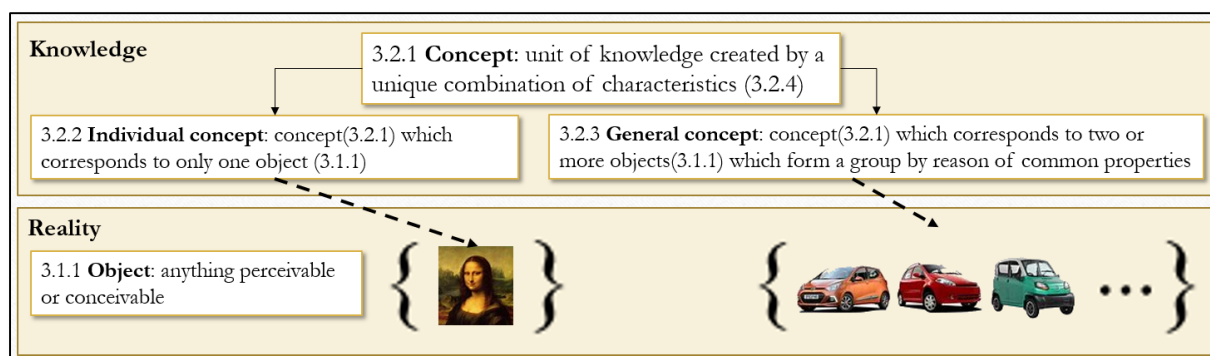 Knowledge
3.2.1 Concept: unit of knowledge created by a
unique combination of characteristics (3.2.4)
3.2.2 Individual concept: concept(3.2.1) which
corresponds to only one object (3.1.1)
3.2.3 General concept: concept(3.2.1) which corresponds to two or
more objects(3.1.1) which form a group by reason of common properties
Reality
3.1.1 Object: anything perceivable
or conceivable
{ }
{ ••• }